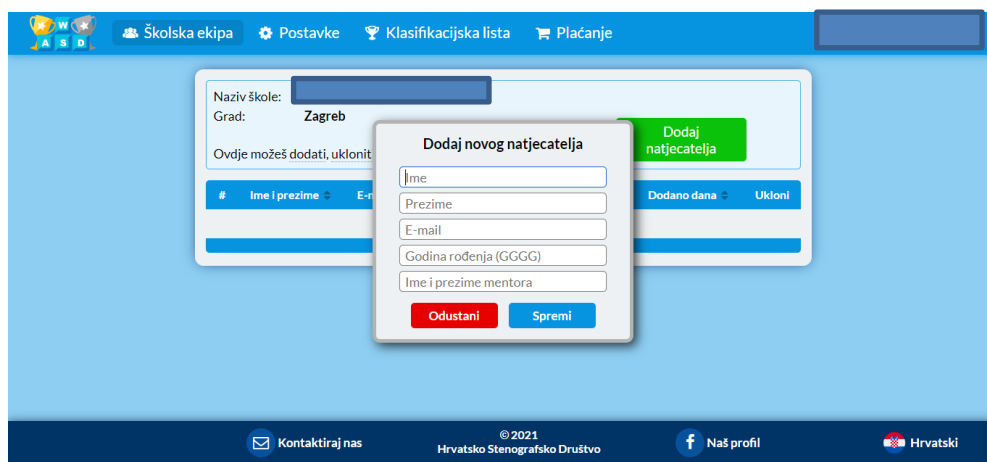 W
A S D
Školska ekipa
Postavke
Klasifikacijska lista
Plaćanje
Naziv škole:
Grad: Zagreb
Ovdje možeš dodati, uklonit
Dodaj
natjecatelja
# Ime i prezime
Dodano dana Ukloni
Dodaj novog natjecatelja
Ime
Prezime
E-mail
Godina rođenja (GGGG)
Ime i prezime mentora
Odustani Spremi
Kontaktiraj nas
© 2021
Hrvatsko Stenografsko Društvo
Naš profil
Hrvatski